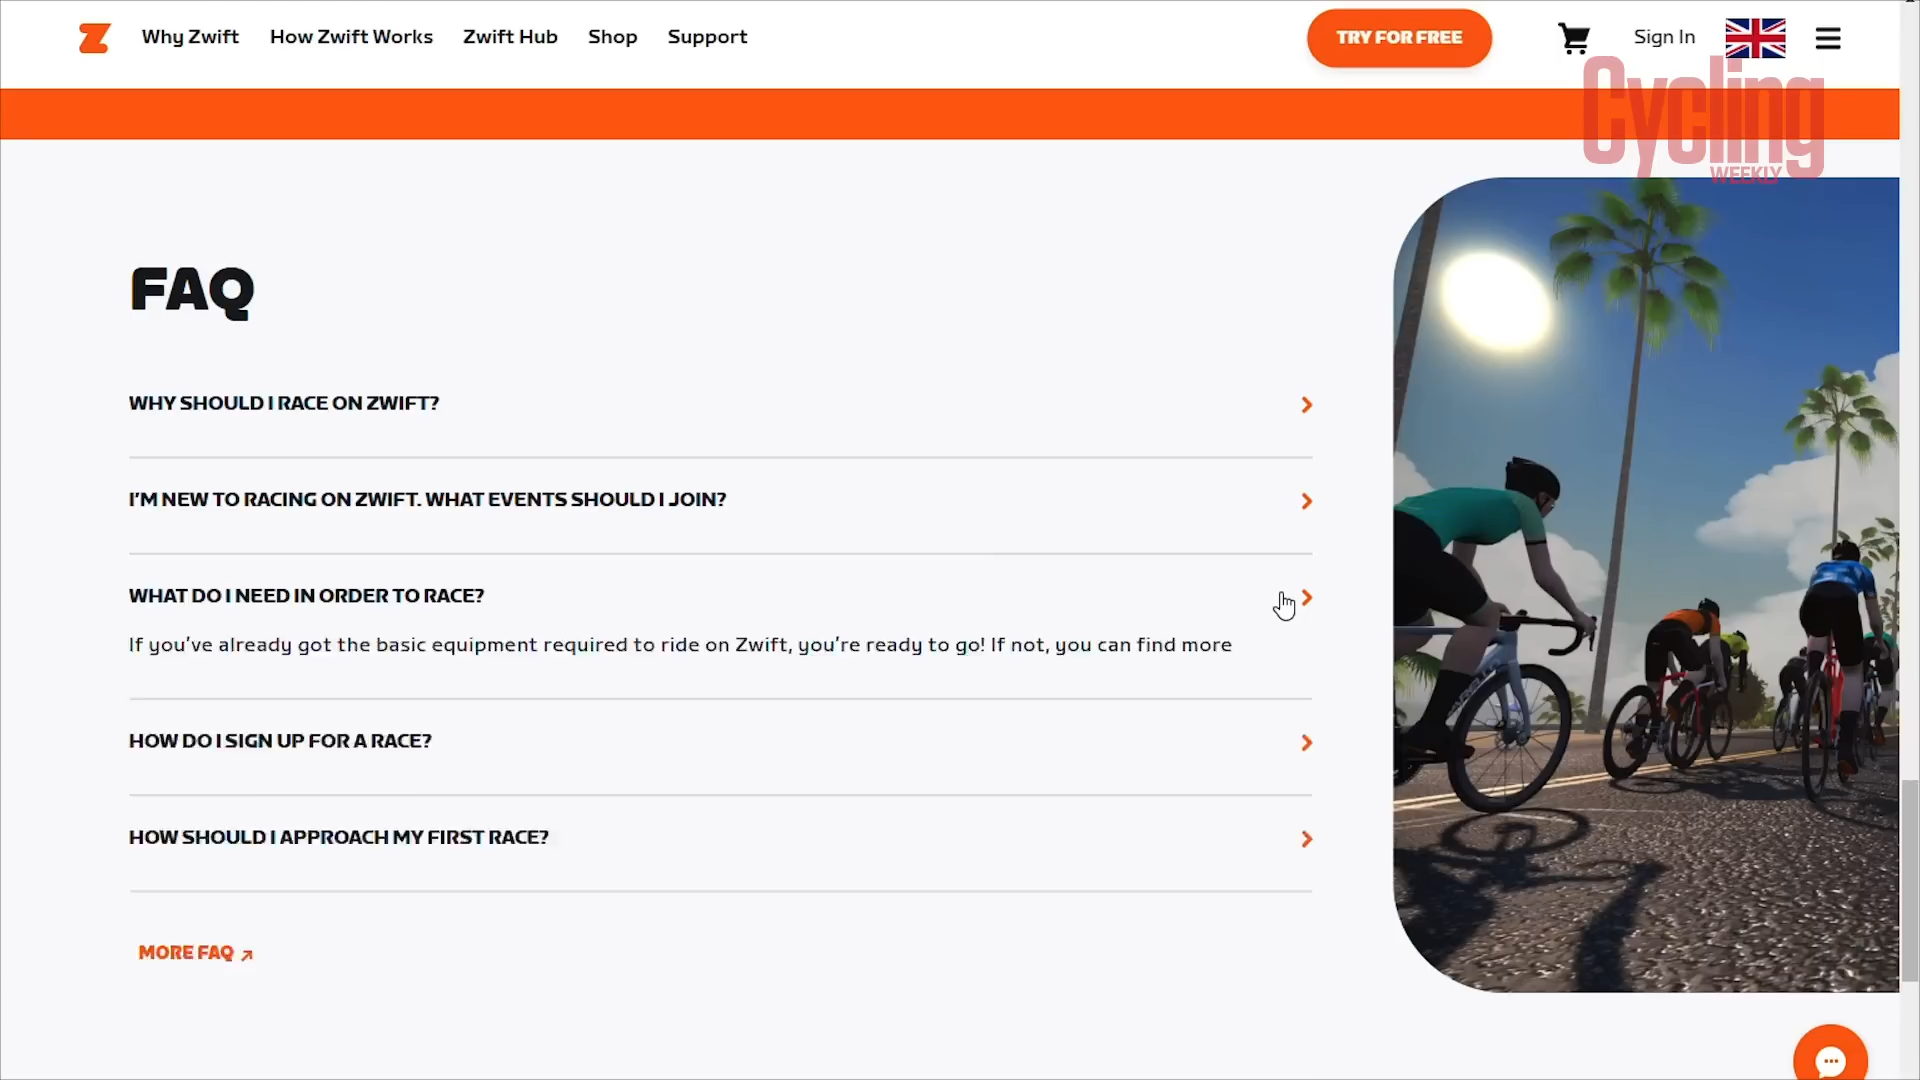 Why Zwift
How Zwift Works
Zwift Hub
Shop
Support
TRY FOR FREE
Sign In
Cycling
WEEKLY
FAQ
WHY SHOULD I RACE ON ZWIFT?
I'M NEW TO RACING ON ZWIFT. WHAT EVENTS SHOULD I JOIN?
WHAT DO I NEED IN ORDER TO RACE?
If you've already got the basic equipment required to ride on Zwift, you're ready to go! If not, you can find more
HOW DO I SIGN UP FOR A RACE?
HOW SHOULD I APPROACH MY FIRST RACE?
MORE FAQ